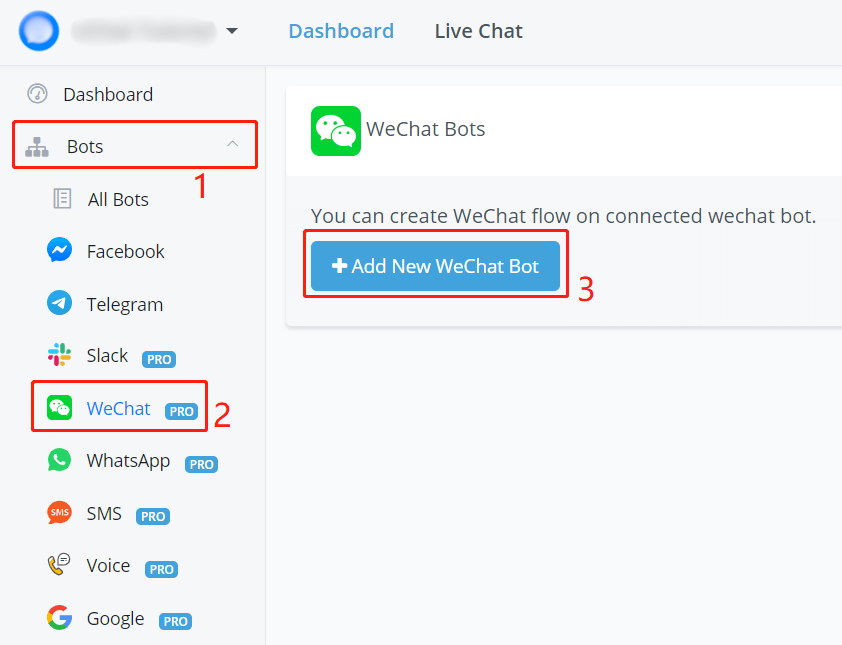 Dashboard
Live Chat
Dashboard
Bots
1
All Bots
Facebook
Telegram
Slack PRO
WeChat PRO
2
WhatsApp PRO
SMS SMS PRO
Voice PRO
Google PRO
WeChat Bots
You can create WeChat flow on connected wechat bot.
+ Add New WeChat Bot
3